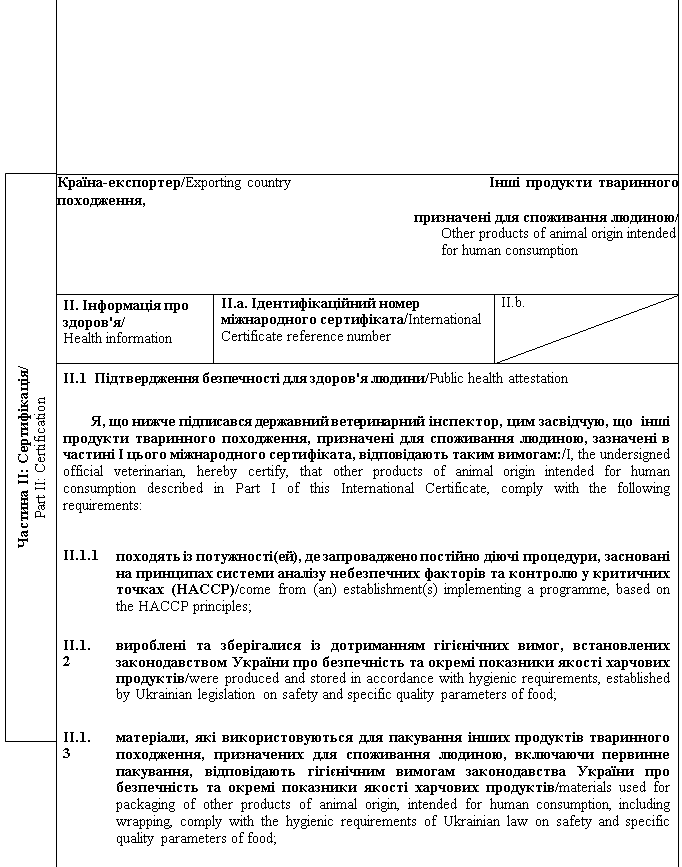 Країна-експортер/Exporting country
Інші продукти тваринного
походження,
призначені для споживання людиною/
Other products of animal origin intended
for human consumption
Частина II: Сертифікація/
Part II: Certification
II. Інформація про
здоров'я/
Health information
II.a. Ідентифікаційний номер
міжнародного сертифіката/International
Certificate reference number
II.b.
II.1 Підтвердження безпечності для здоров'я людини/Public health attestation
Я, що нижче підписався державний ветеринарний інспектор, цим засвідчую, що інші
продукти тваринного походження, призначені для споживання людиною, зазначені в
частині I цього міжнародного сертифіката, відповідають таким вимогам:/I, the undersigned
official veterinarian, hereby certify, that other products of animal origin intended for human
consumption described in Part I of this International Certificate, comply with the following
requirements:
II.1.1 походять із потужності(ей), де запроваджено постійно діючі процедури, засновані
на принципах системи аналізу небезпечних факторів та контролю у критичних
точках (HACCP)/come from (an) establishment(s) implementing a programme, based on
the HACCP principles;
II.1. вироблені та зберігалися із дотриманням гігієнічних вимог, встановлених
2 законодавством України про безпечність та окремі показники якості харчових
продуктів/were produced and stored in accordance with hygienic requirements, established
by Ukrainian legislation on safety and specific quality parameters of food;
II.1. матеріали, які використовуються для пакування інших продуктів тваринного
3 походження, призначених для споживання людиною, включаючи первинне
пакування, відповідають гігієнічним вимогам законодавства України про
безпечність та окремі показники якості харчових продуктів/materials used for
packaging of other products of animal origin, intended for human consumption, including
wrapping, comply with the hygienic requirements of Ukrainian law on safety and specific
quality parameters of food;